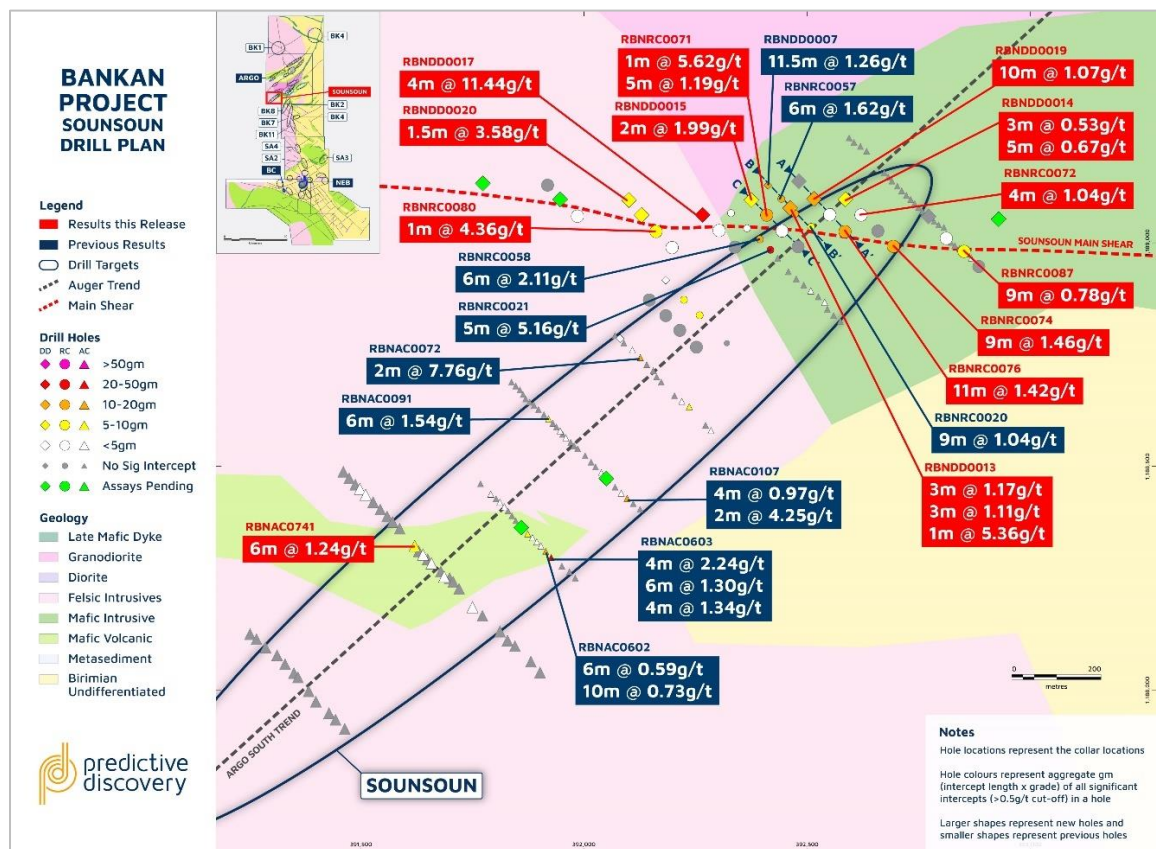 BANKAN
PROJECT
SOUNSOUN
DRILL PLAN
Legend
Results this Release
Previous Results
Drill Targets
Auger Trend
Main Shear
Drill Holes
DD RC AC
>50gm
20-50gm
10-20gm
5-10gm
<5gm
No Sig Intercept
Assays Pending
Geology
Late Mafic Dyke
Granodiorite
Diorite
Felsic Intrusives
Mafic Intrusive
Mafic Volcanic
Metasediment
Birimian
Undifferentiated
predictive
discovery
BK1
BK4
ARGO
SOUNSOUN
BK8
BK2
BK7
BK4
BK11
SA4
SA2
SA3
BC
NEB
RBNDD0017
4m @ 11.44g/t
RBNDD0020
1.5m @ 3.58g/t
RBNRC0080
1m @ 4.36g/t
RBNRC0071
1m @ 5.62g/t
5m @ 1.19g/t
RBNDD0015
2m @ 1.99g/t
RBNDD0007
11.5m @ 1.26g/t
RBNRC0057
6m @ 1.62g/t
RBNDD0019
10m @ 1.07g/t
RBNDD0014
3m @ 0.53g/t
5m @ 0.67g/t
RBNRC0072
4m @ 1.04g/t
B
A
C
B'
A'
C'
SOUNSOUN MAIN SHEAR
RBNRC0058
6m @ 2.11g/t
RBNRC0021
5m @ 5.16g/t
RBNRC0087
9m @ 0.78g/t
RBNRC0074
9m @ 1.46g/t
RBNRC0076
11m @ 1.42g/t
RBNAC0072
2m @ 7.76g/t
RBNAC0091
6m @ 1.54g/t
RBNRC0020
9m @ 1.04g/t
RBNAC0107
4m @ 0.97g/t
2m @ 4.25g/t
RBNDD0013
3m @ 1.17g/t
3m @ 1.11g/t
1m @ 5.36g/t
RBNAC0741
6m @ 1.24g/t
RBNAC0603
4m @ 2.24g/t
6m @ 1.30g/t
4m @ 1.34g/t
RBNAC0602
6m @ 0.59g/t
10m @ 0.73g/t
ARGO SOUTH TREND
SOUNSOUN
0 200
metres
Notes
Hole locations represent the collar locations
Hole colours represent aggregate gm
(intercept length x grade) of all significant
intercepts (>0.5g/t cut-off) in a hole
Larger shapes represent new holes and
smaller shapes represent previous holes
391,500
392,000
392,500
1,188,500
1,188,000